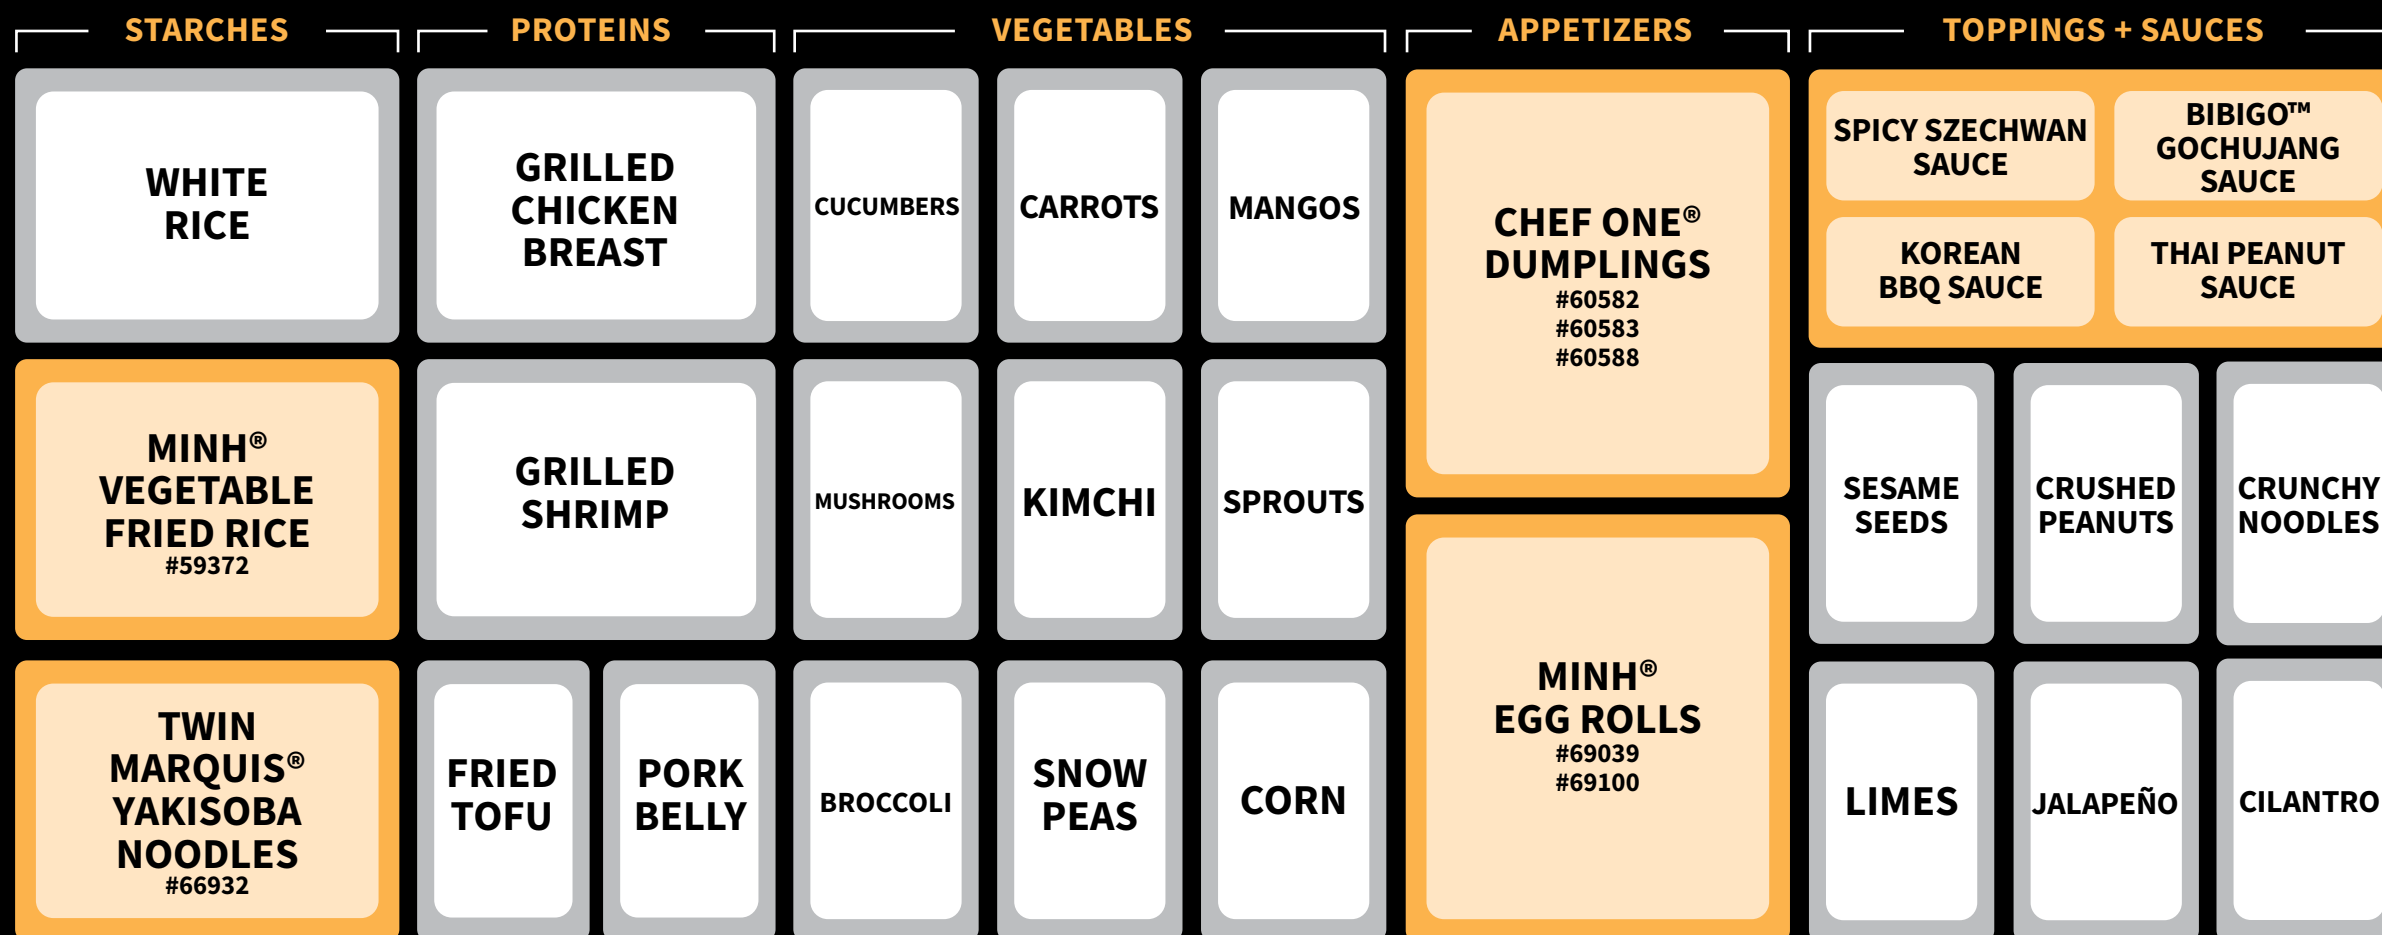 STARCHES
PROTEINS
VEGETABLES
APPETIZERS
TOPPINGS + SAUCES
WHITE
RICE
GRILLED
CHICKEN
BREAST
CUCUMBERS
CARROTS
MANGOS
CHEF ONE®
DUMPLINGS
#60582
#60583
#60588
SPICY SZECHWAN
SAUCE
BIBIGO™
GOCHUJANG
SAUCE
KOREAN
BBQ SAUCE
THAI PEANUT
SAUCE
MINH®
VEGETABLE
FRIED RICE
#59372
GRILLED
SHRIMP
MUSHROOMS
KIMCHI
SPROUTS
SESAME
SEEDS
CRUSHED
PEANUTS
CRUNCHY
NOODLES
MINH®
EGG ROLLS
#69039
#69100
TWIN
MARQUIS®
YAKISOBA
NOODLES
#66932
FRIED
TOFU
PORK
BELLY
BROCCOLI
SNOW
PEAS
CORN
LIMES
JALAPEÑO
CILANTRO